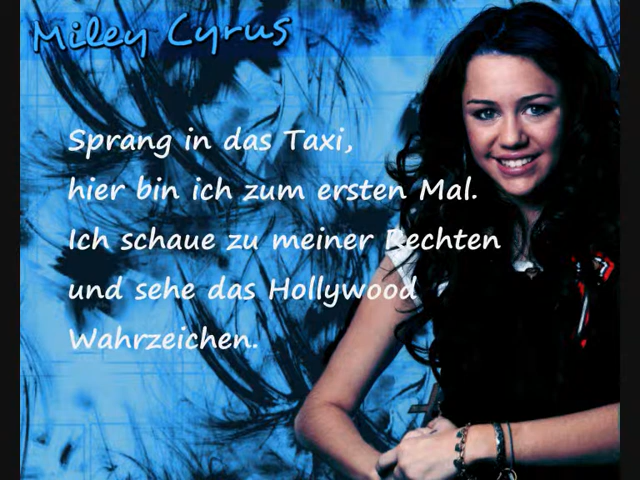 Miley Cyrus
Sprang in das Taxi,
hier bin ich zum ersten Mal.
Ich schaue zu meiner Rechten
und sehe das Hollywood
Wahrzeichen.